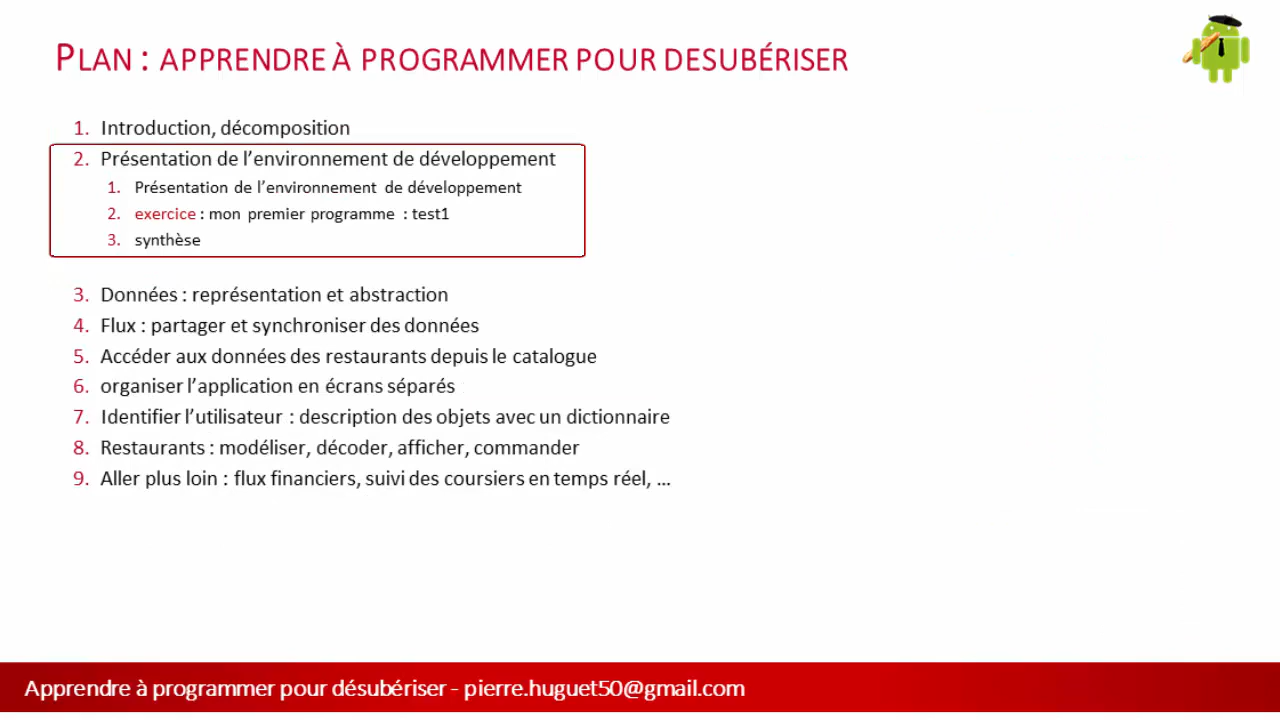 PLAN : APPRENDRE À PROGRAMMER POUR DESUBÉRISER
1. Introduction, décomposition
2. Présentation de l’environnement de développement
1. Présentation de l’environnement de développement
2. exercice : mon premier programme : test1
3. synthèse
3. Données : représentation et abstraction
4. Flux : partager et synchroniser des données
5. Accéder aux données des restaurants depuis le catalogue
6. organiser l’application en écrans séparés
7. Identifier l’utilisateur : description des objets avec un dictionnaire
8. Restaurants : modéliser, décoder, afficher, commander
9. Aller plus loin : flux financiers, suivi des coursiers en temps réel, ...
Apprendre à programmer pour désubériser - pierre.huguet50@gmail.com